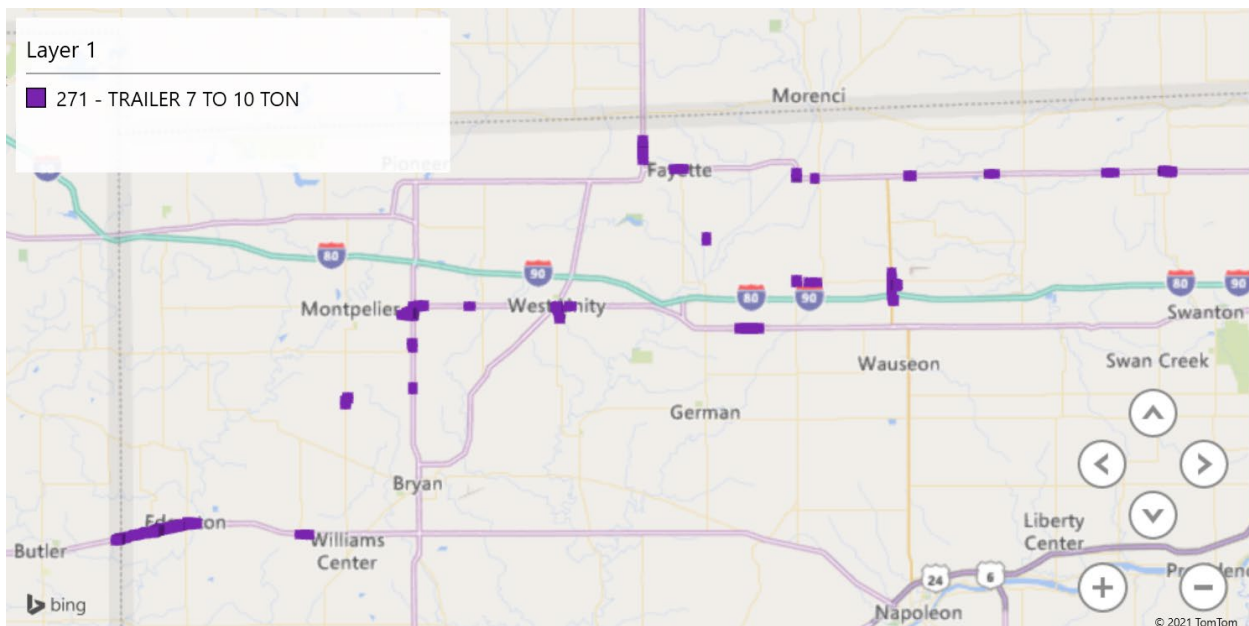 Layer 1
271 - TRAILER 7 TO 10 TON
Morenci
Pioneer
Fayette
80
90
80
90
80
90
Montpelier
West Unity
Swanton
Wauseon
Swan Creek
German
Bryan
Edgerton
Butler
Williams
Center
Liberty
Center
24
6
Napoleon
bing
© 2021 TomTom